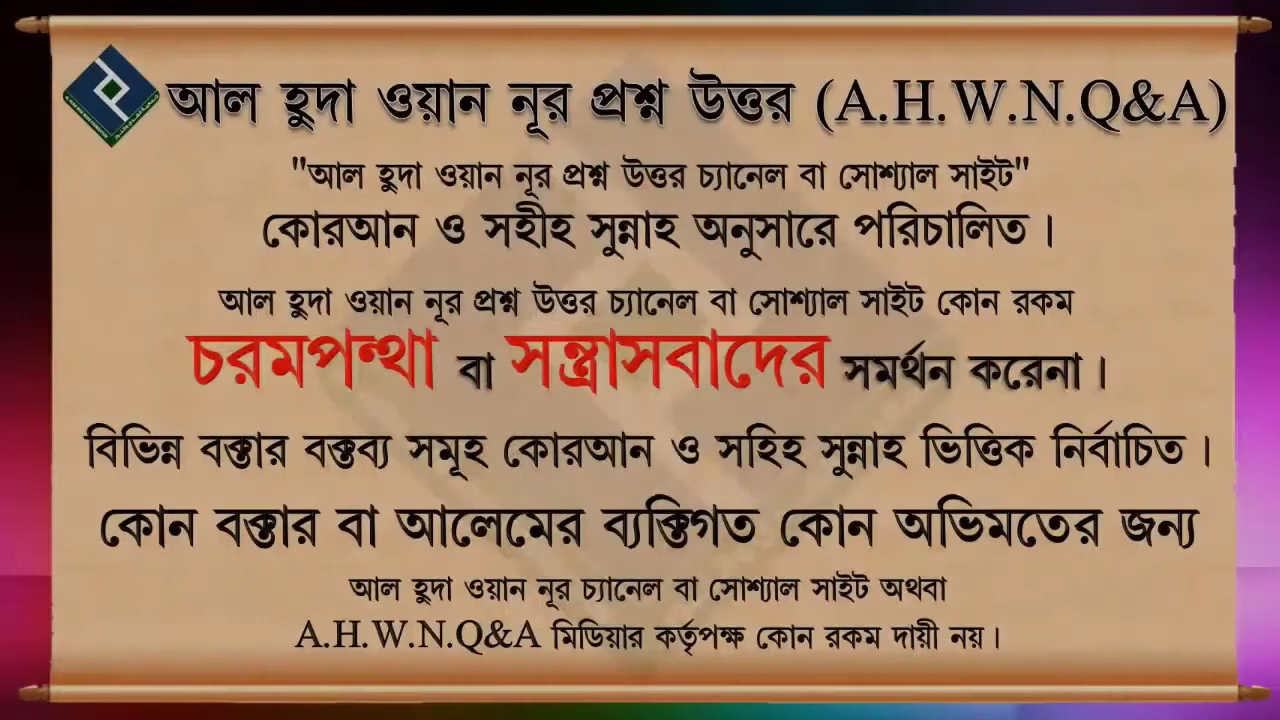 আল হুদা ওয়ান নূর প্রশ্ন উত্তর (A.H.W.N.Q&A)
"আল হুদা ওয়ান নূর প্রশ্ন উত্তর চ্যানেল বা সোশ্যাল সাইট"
কোরআন ও সহীহ সুন্নাহ অনুসারে পরিচালিত।
আল হুদা ওয়ান নূর প্রশ্ন উত্তর চ্যানেল বা সোশ্যাল সাইট কোন রকম
চরমপন্থা বা সন্ত্রাসবাদের সমর্থন করেনা।
বিভিন্ন বক্তার বক্তব্য সমূহ কোরআন ও সহিহ সুন্নাহ ভিত্তিক নির্বাচিত।
কোন বক্তার বা আলেমের ব্যক্তিগত কোন অভিমতের জন্য
আল হুদা ওয়ান নূর চ্যানেল বা সোশ্যাল সাইট অথবা
A.H.W.N.Q&A মিডিয়ার কর্তৃপক্ষ কোন রকম দায়ী নয়।